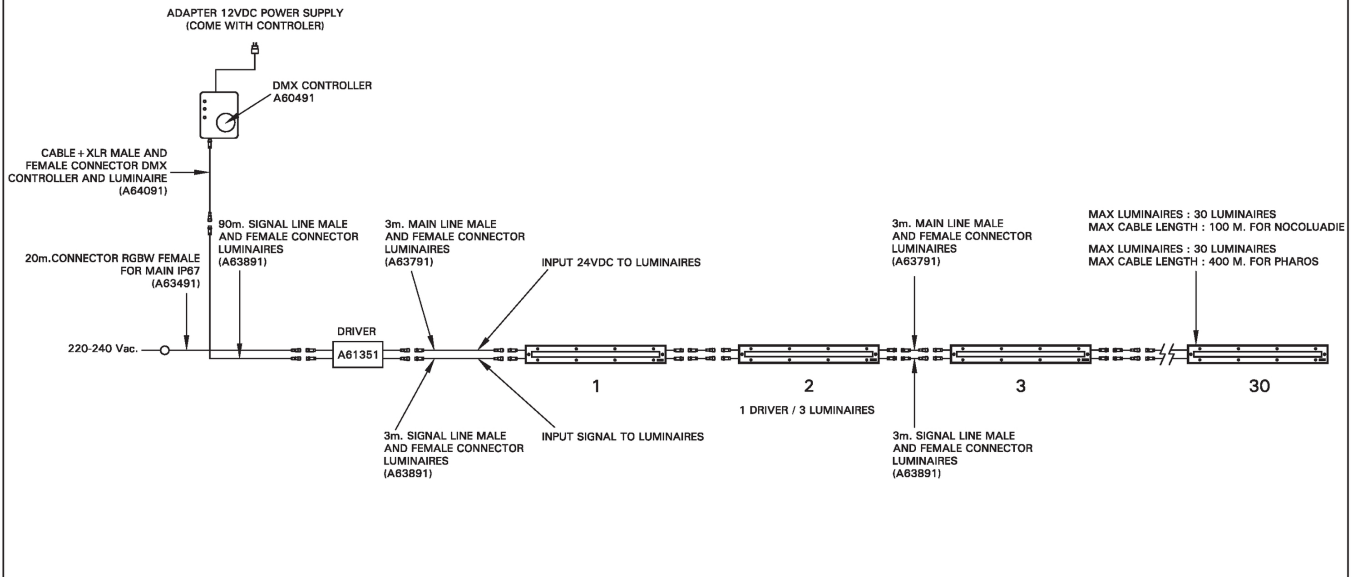 ADAPTER 12VDC POWER SUPPLY
(COME WITH CONTROLER)
DMX CONTROLLER
A60491
CABLE+XLR MALE AND
FEMALE CONNECTOR DMX
CONTROLLER AND LUMINAIRE
(A64091)
90m. SIGNAL LINE MALE
AND FEMALE CONNECTOR
LUMINAIRES
(A63891)
3m. MAIN LINE MALE
AND FEMALE CONNECTOR
LUMINAIRES
(A63791)
3m. MAIN LINE MALE
AND FEMALE CONNECTOR
LUMINAIRES
(A63791)
MAX LUMINAIRES : 30 LUMINAIRES
MAX CABLE LENGTH : 100 M. FOR NOCOLUADIE
MAX LUMINAIRES : 30 LUMINAIRES
MAX CABLE LENGTH : 400 M. FOR PHAROS
20m.CONNECTOR RGBW FEMALE
FOR MAIN IP67
(A63491)
INPUT 24VDC TO LUMINAIRES
220-240 Vac.
DRIVER
A61351
1
2
3
30
1 DRIVER / 3 LUMINAIRES
3m. SIGNAL LINE MALE
AND FEMALE CONNECTOR
LUMINAIRES
(A63891)
INPUT SIGNAL TO LUMINAIRES
3m. SIGNAL LINE MALE
AND FEMALE CONNECTOR
LUMINAIRES
(A63891)